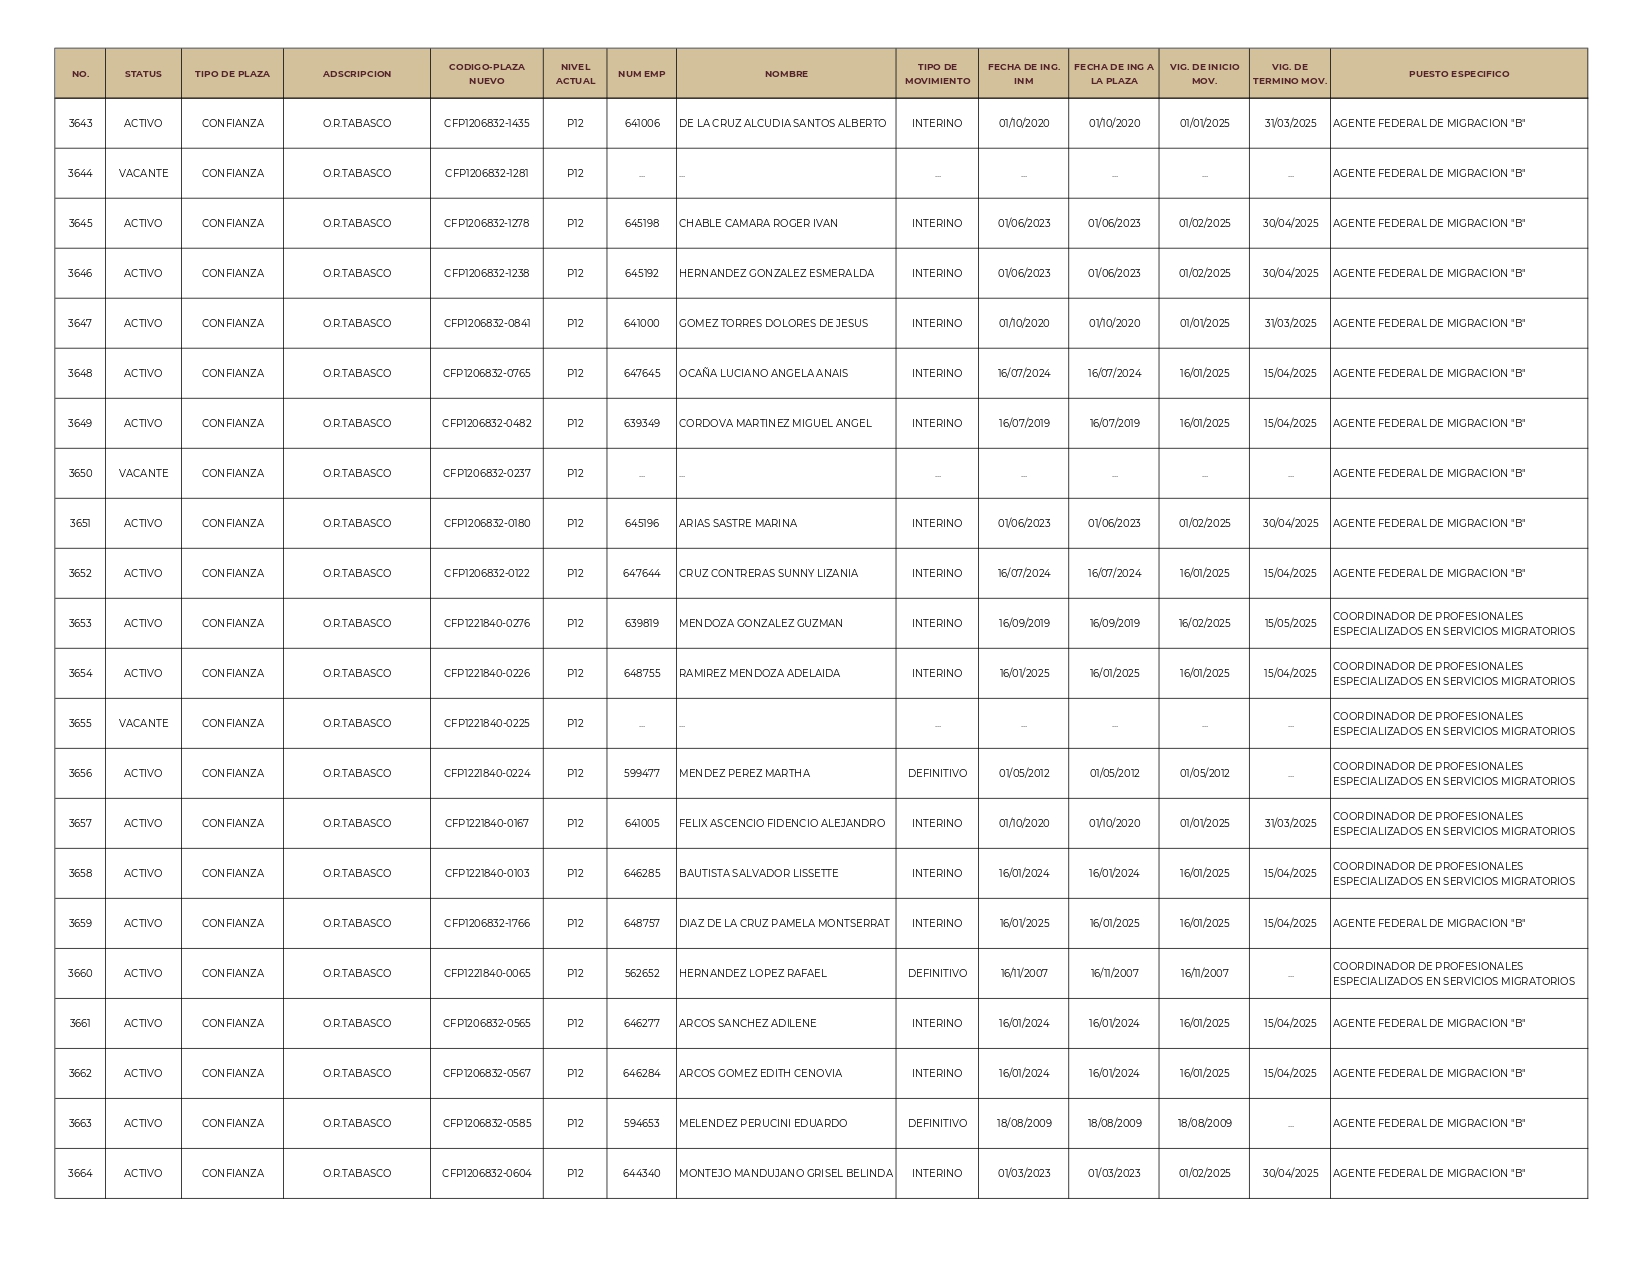 NO. STATUS TIPO DE PLAZA ADSCRIPCION CODIGO-PLAZA NUEVO NIVEL ACTUAL NUM EMP NOMBRE TIPO DE MOVIMIENTO FECHA DE ING. INM FECHA DE ING A LA PLAZA VIG. DE INICIO MOV. VIG. DE TERMINO MOV. PUESTO ESPECIFICO
3643 ACTIVO CONFIANZA O.R.TABASCO CFP1206832-1435 P12 641006 DE LA CRUZ ALCUDIA SANTOS ALBERTO INTERINO 01/10/2020 01/10/2020 01/01/2025 31/03/2025 AGENTE FEDERAL DE MIGRACION "B"
3644 VACANTE CONFIANZA O.R.TABASCO CFP1206832-1281 P12 ... ... ... ... ... ... ... AGENTE FEDERAL DE MIGRACION "B"
3645 ACTIVO CONFIANZA O.R.TABASCO CFP1206832-1278 P12 645198 CHABLE CAMARA ROGER IVAN INTERINO 01/06/2023 01/06/2023 01/02/2025 30/04/2025 AGENTE FEDERAL DE MIGRACION "B"
3646 ACTIVO CONFIANZA O.R.TABASCO CFP1206832-1238 P12 645192 HERNANDEZ GONZALEZ ESMERALDA INTERINO 01/06/2023 01/06/2023 01/02/2025 30/04/2025 AGENTE FEDERAL DE MIGRACION "B"
3647 ACTIVO CONFIANZA O.R.TABASCO CFP1206832-0841 P12 641000 GOMEZ TORRES DOLORES DE JESUS INTERINO 01/10/2020 01/10/2020 01/01/2025 31/03/2025 AGENTE FEDERAL DE MIGRACION "B"
3648 ACTIVO CONFIANZA O.R.TABASCO CFP1206832-0765 P12 647645 OCAÑA LUCIANO ANGELA ANAIS INTERINO 16/07/2024 16/07/2024 16/01/2025 15/04/2025 AGENTE FEDERAL DE MIGRACION "B"
3649 ACTIVO CONFIANZA O.R.TABASCO CFP1206832-0482 P12 639349 CORDOVA MARTINEZ MIGUEL ANGEL INTERINO 16/07/2019 16/07/2019 16/01/2025 15/04/2025 AGENTE FEDERAL DE MIGRACION "B"
3650 VACANTE CONFIANZA O.R.TABASCO CFP1206832-0237 P12 ... ... ... ... ... ... ... AGENTE FEDERAL DE MIGRACION "B"
3651 ACTIVO CONFIANZA O.R.TABASCO CFP1206832-0180 P12 645196 ARIAS SASTRE MARINA INTERINO 01/06/2023 01/06/2023 01/02/2025 30/04/2025 AGENTE FEDERAL DE MIGRACION "B"
3652 ACTIVO CONFIANZA O.R.TABASCO CFP1206832-0122 P12 647644 CRUZ CONTRERAS SUNNY LIZANIA INTERINO 16/07/2024 16/07/2024 16/01/2025 15/04/2025 AGENTE FEDERAL DE MIGRACION "B"
3653 ACTIVO CONFIANZA O.R.TABASCO CFP1221840-0276 P12 639819 MENDOZA GONZALEZ GUZMAN INTERINO 16/09/2019 16/09/2019 16/02/2025 15/05/2025 COORDINADOR DE PROFESIONALES ESPECIALIZADOS EN SERVICIOS MIGRATORIOS
3654 ACTIVO CONFIANZA O.R.TABASCO CFP1221840-0226 P12 648755 RAMIREZ MENDOZA ADELAIDA INTERINO 16/01/2025 16/01/2025 16/01/2025 15/04/2025 COORDINADOR DE PROFESIONALES ESPECIALIZADOS EN SERVICIOS MIGRATORIOS
3655 VACANTE CONFIANZA O.R.TABASCO CFP1221840-0225 P12 ... ... ... ... ... ... ... COORDINADOR DE PROFESIONALES ESPECIALIZADOS EN SERVICIOS MIGRATORIOS
3656 ACTIVO CONFIANZA O.R.TABASCO CFP1221840-0224 P12 599477 MENDEZ PEREZ MARTHA DEFINITIVO 01/05/2012 01/05/2012 01/05/2012 ... COORDINADOR DE PROFESIONALES ESPECIALIZADOS EN SERVICIOS MIGRATORIOS
3657 ACTIVO CONFIANZA O.R.TABASCO CFP1221840-0167 P12 641005 FELIX ASCENCIO FIDENCIO ALEJANDRO INTERINO 01/10/2020 01/10/2020 01/01/2025 31/03/2025 COORDINADOR DE PROFESIONALES ESPECIALIZADOS EN SERVICIOS MIGRATORIOS
3658 ACTIVO CONFIANZA O.R.TABASCO CFP1221840-0103 P12 646285 BAUTISTA SALVADOR LISSETTE INTERINO 16/01/2024 16/01/2024 16/01/2025 15/04/2025 COORDINADOR DE PROFESIONALES ESPECIALIZADOS EN SERVICIOS MIGRATORIOS
3659 ACTIVO CONFIANZA O.R.TABASCO CFP1206832-1766 P12 648757 DIAZ DE LA CRUZ PAMELA MONTSERRAT INTERINO 16/01/2025 16/01/2025 16/01/2025 15/04/2025 AGENTE FEDERAL DE MIGRACION "B"
3660 ACTIVO CONFIANZA O.R.TABASCO CFP1221840-0065 P12 562652 HERNANDEZ LOPEZ RAFAEL DEFINITIVO 16/11/2007 16/11/2007 16/11/2007 ... COORDINADOR DE PROFESIONALES ESPECIALIZADOS EN SERVICIOS MIGRATORIOS
3661 ACTIVO CONFIANZA O.R.TABASCO CFP1206832-0565 P12 646277 ARCOS SANCHEZ ADILENE INTERINO 16/01/2024 16/01/2024 16/01/2025 15/04/2025 AGENTE FEDERAL DE MIGRACION "B"
3662 ACTIVO CONFIANZA O.R.TABASCO CFP1206832-0567 P12 646284 ARCOS GOMEZ EDITH CENOVIA INTERINO 16/01/2024 16/01/2024 16/01/2025 15/04/2025 AGENTE FEDERAL DE MIGRACION "B"
3663 ACTIVO CONFIANZA O.R.TABASCO CFP1206832-0585 P12 594653 MELENDEZ PERUCINI EDUARDO DEFINITIVO 18/08/2009 18/08/2009 18/08/2009 ... AGENTE FEDERAL DE MIGRACION "B"
3664 ACTIVO CONFIANZA O.R.TABASCO CFP1206832-0604 P12 644340 MONTEJO MANDUJANO GRISEL BELINDA INTERINO 01/03/2023 01/03/2023 01/02/2025 30/04/2025 AGENTE FEDERAL DE MIGRACION "B"